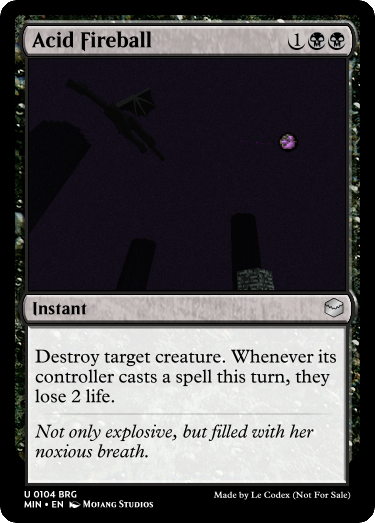 Acid Fireball 1
Instant
Destroy target creature. Whenever its
controller casts a spell this turn, they
lose 2 life.
Not only explosive, but filled with her
noxious breath.
U 0104 BRG
Made by Le Codex (Not For Sale)
MIN • EN Mojang Studios